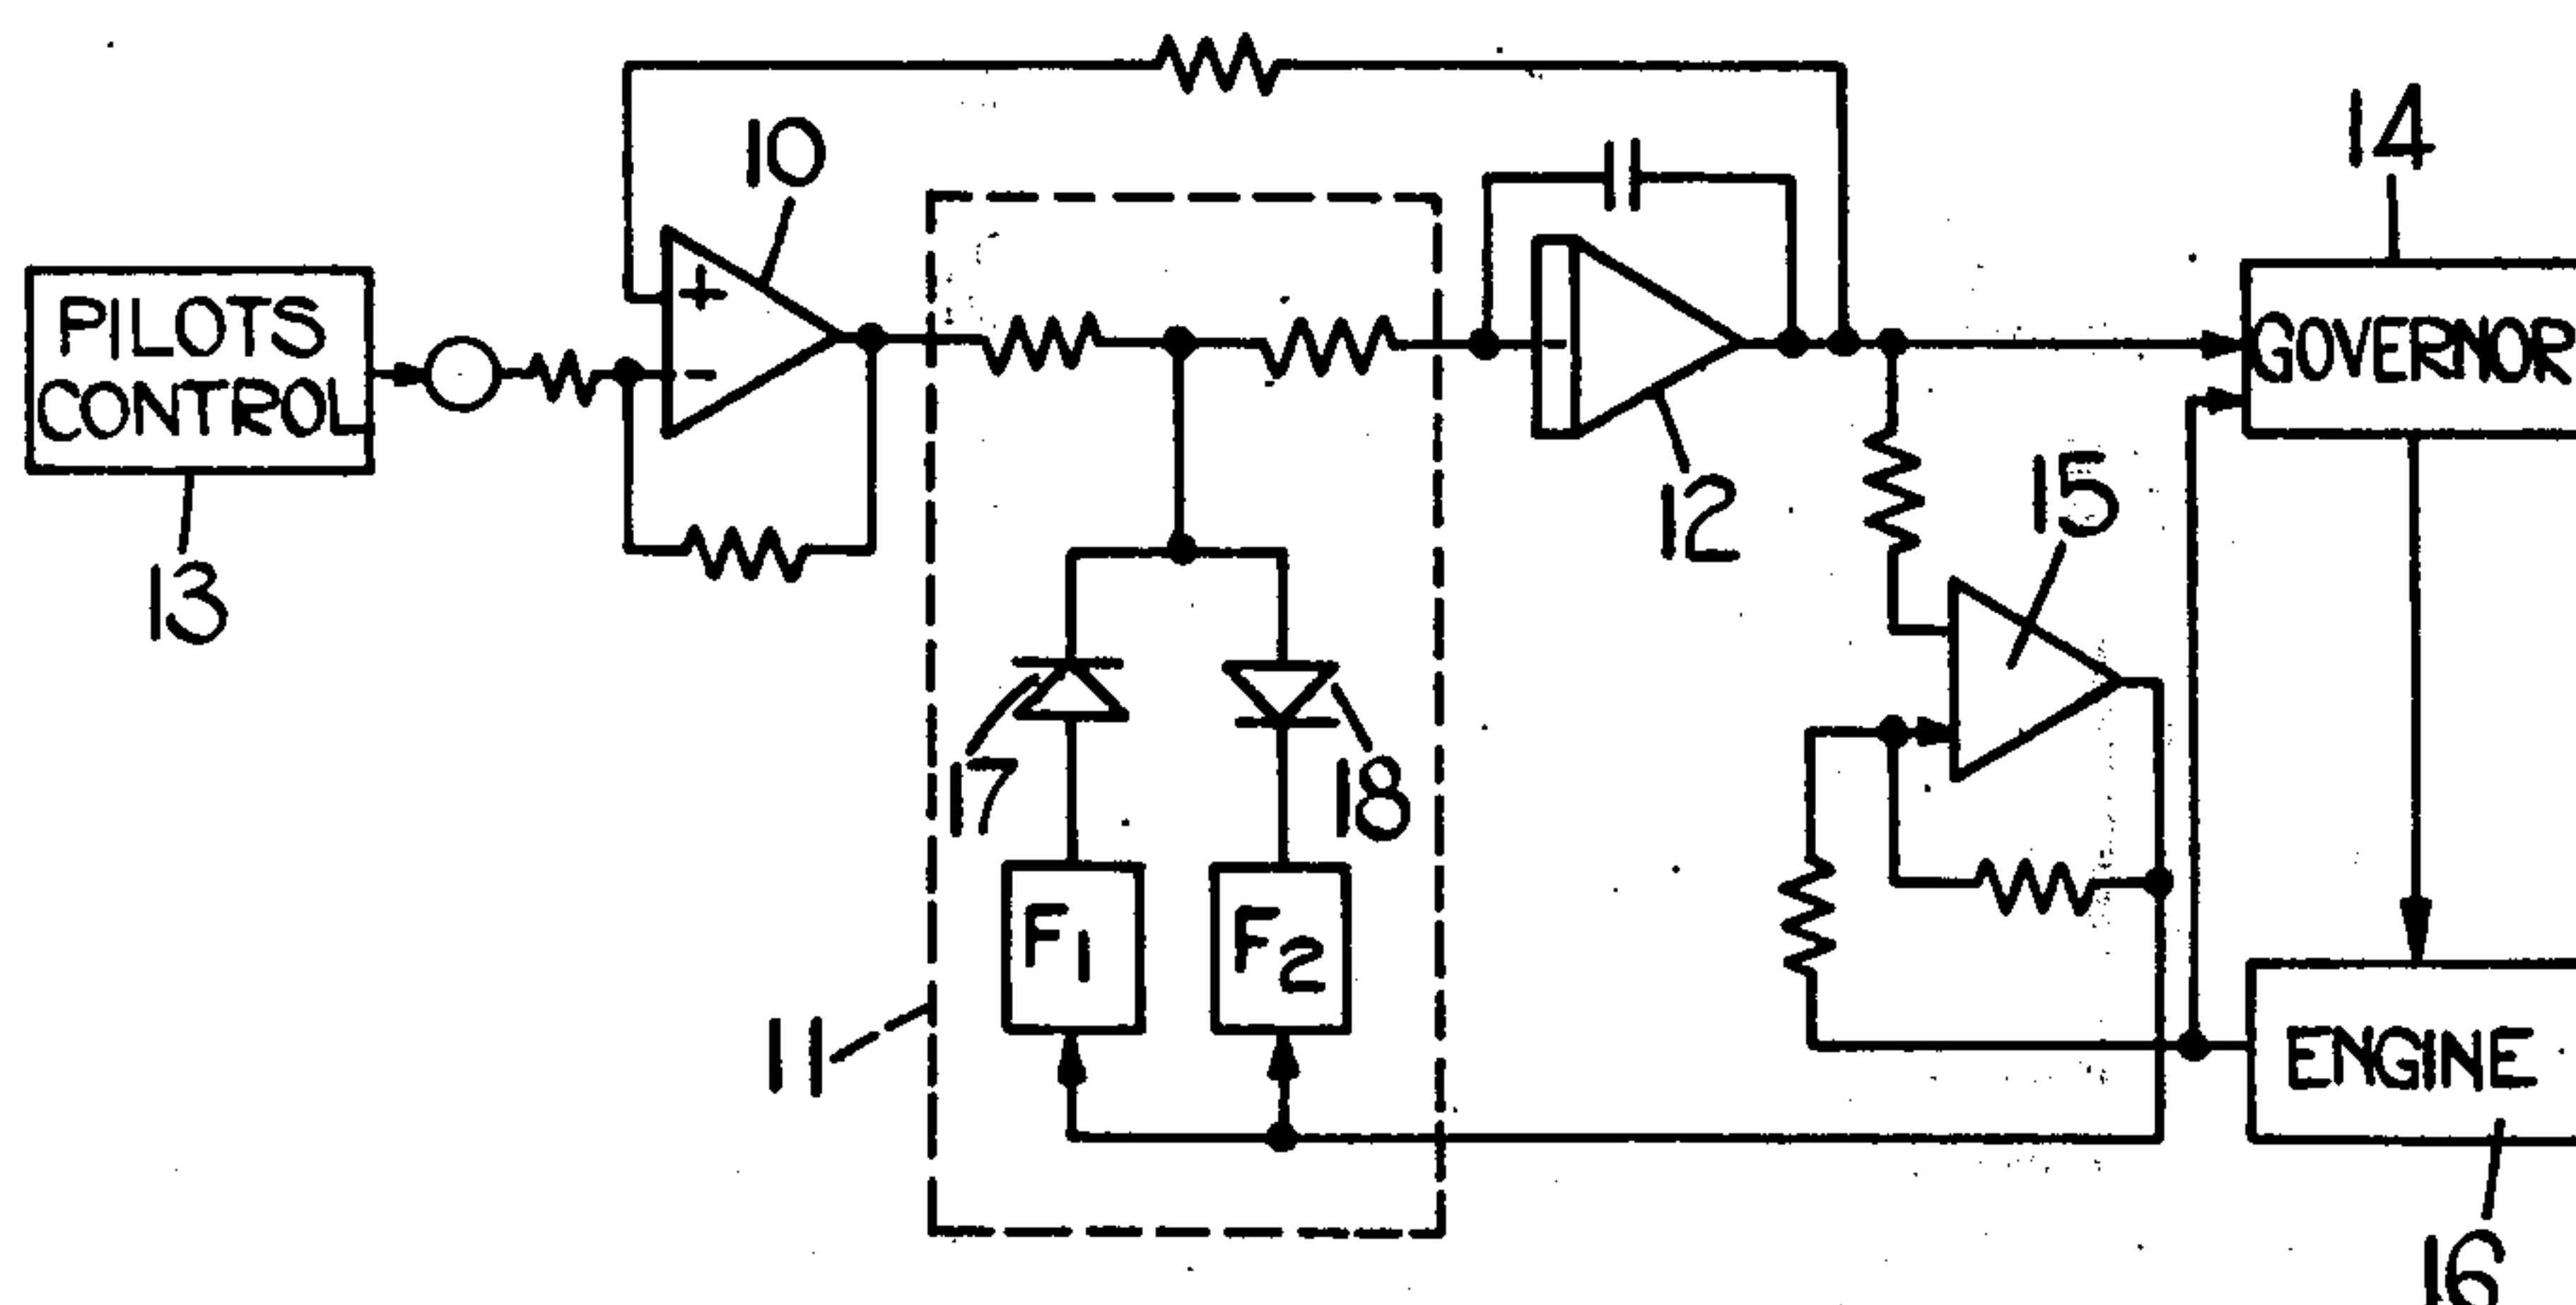 10
14
PILOTS
CONTROL
+
-
-
GOVERNOR
12
15
13
17
18
F1
F2
11
ENGINE
16